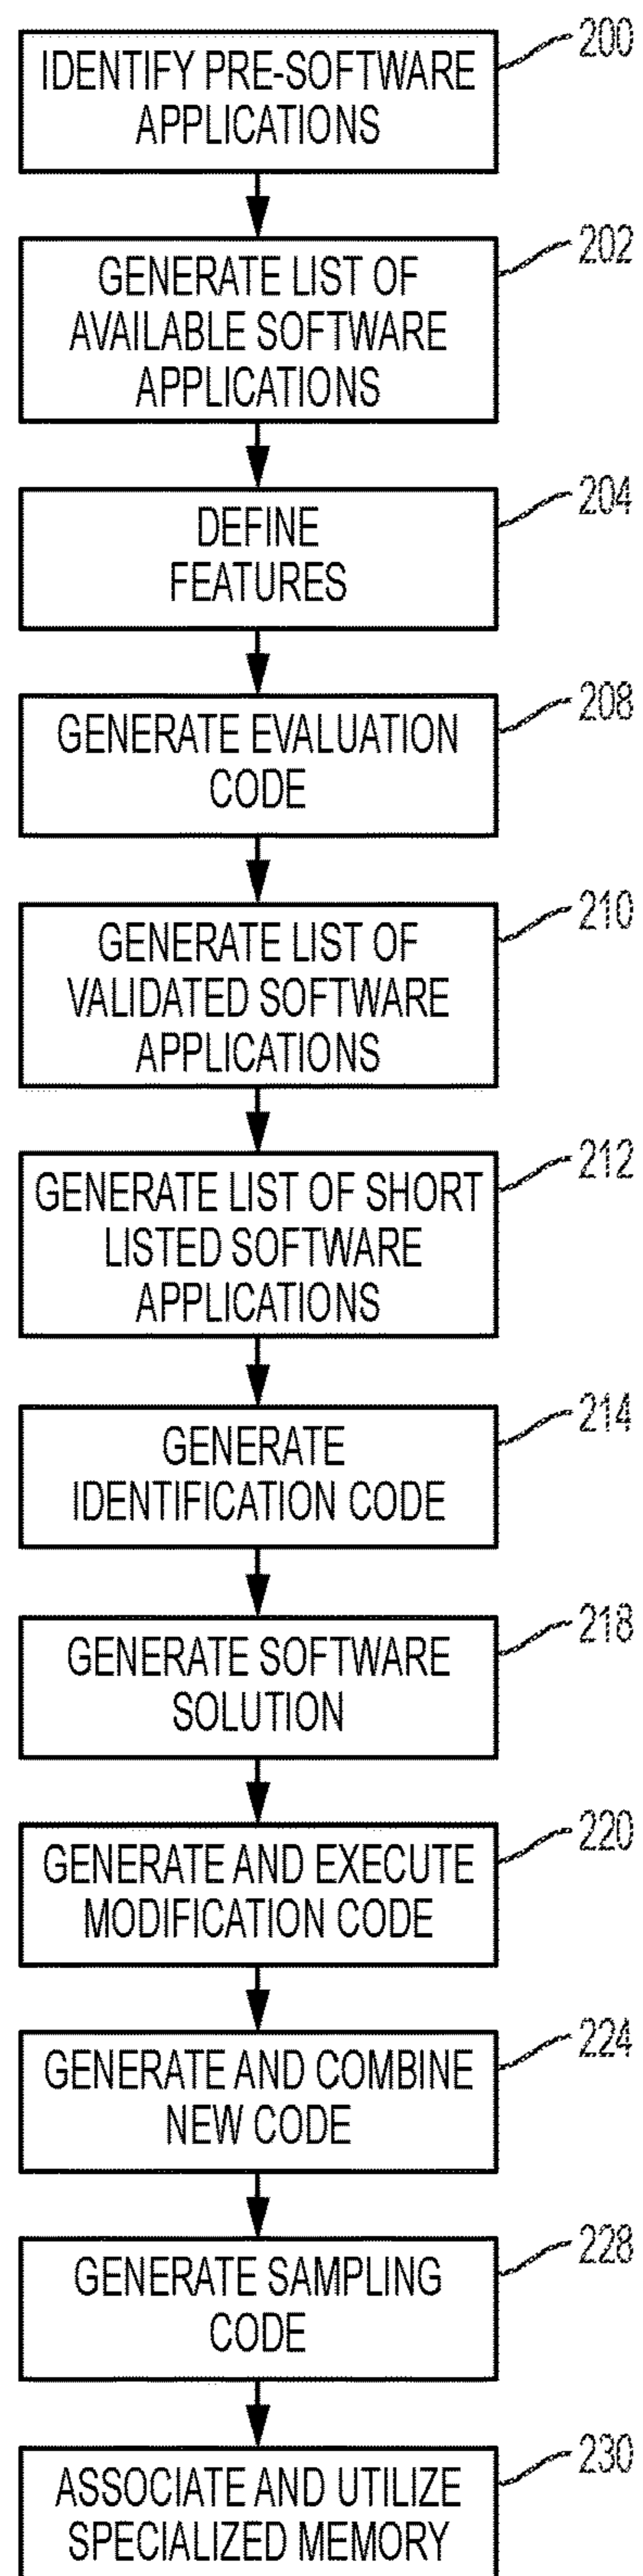 200
IDENTIFY PRE-SOFTWARE
APPLICATIONS
202
GENERATE LIST OF
AVAILABLE SOFTWARE
APPLICATIONS
204
DEFINE
FEATURES
208
GENERATE EVALUATION
CODE
210
GENERATE LIST OF
VALIDATED SOFTWARE
APPLICATIONS
212
GENERATE LIST OF SHORT
LISTED SOFTWARE
APPLICATIONS
214
GENERATE
IDENTIFICATION CODE
218
GENERATE SOFTWARE
SOLUTION
220
GENERATE AND EXECUTE
MODIFICATION CODE
224
GENERATE AND COMBINE
NEW CODE
228
GENERATE SAMPLING
CODE
230
ASSOCIATE AND UTILIZE
SPECIALIZED MEMORY